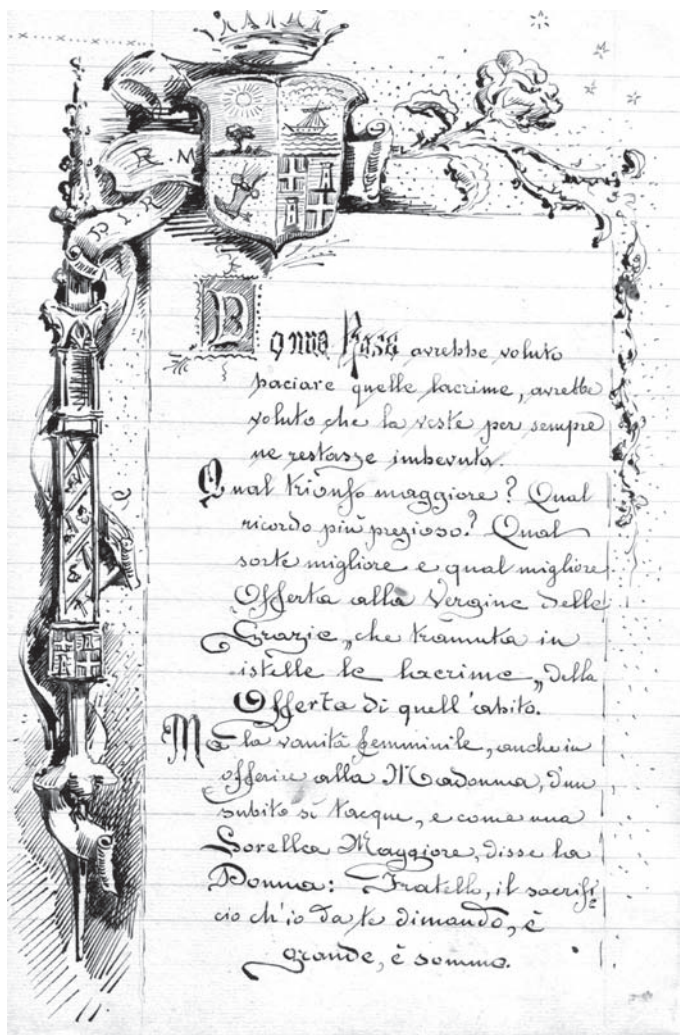 R M
D I R
Donna Rosa avrebbe voluto
baciare quelle lacrime, avrebbe
voluto che la veste per sempre
ne restasse imbevuta.
Qual trionfo maggiore? Qual
ricordo più prezioso? Qual
sorte migliore e qual migliore
Offerta alla Vergine delle
Grazie „che tramuta in
istelle le lacrime„ della
Offerta di quell'abito.
Ma la vanità femminile, anche in
offerire alla Madonna, d'un
subito si tacque, e come una
Sorella Maggiore, disse la
Donna: Fratello, il sacrifi=
cio ch'io da te dimando, è
grande, è sommo.